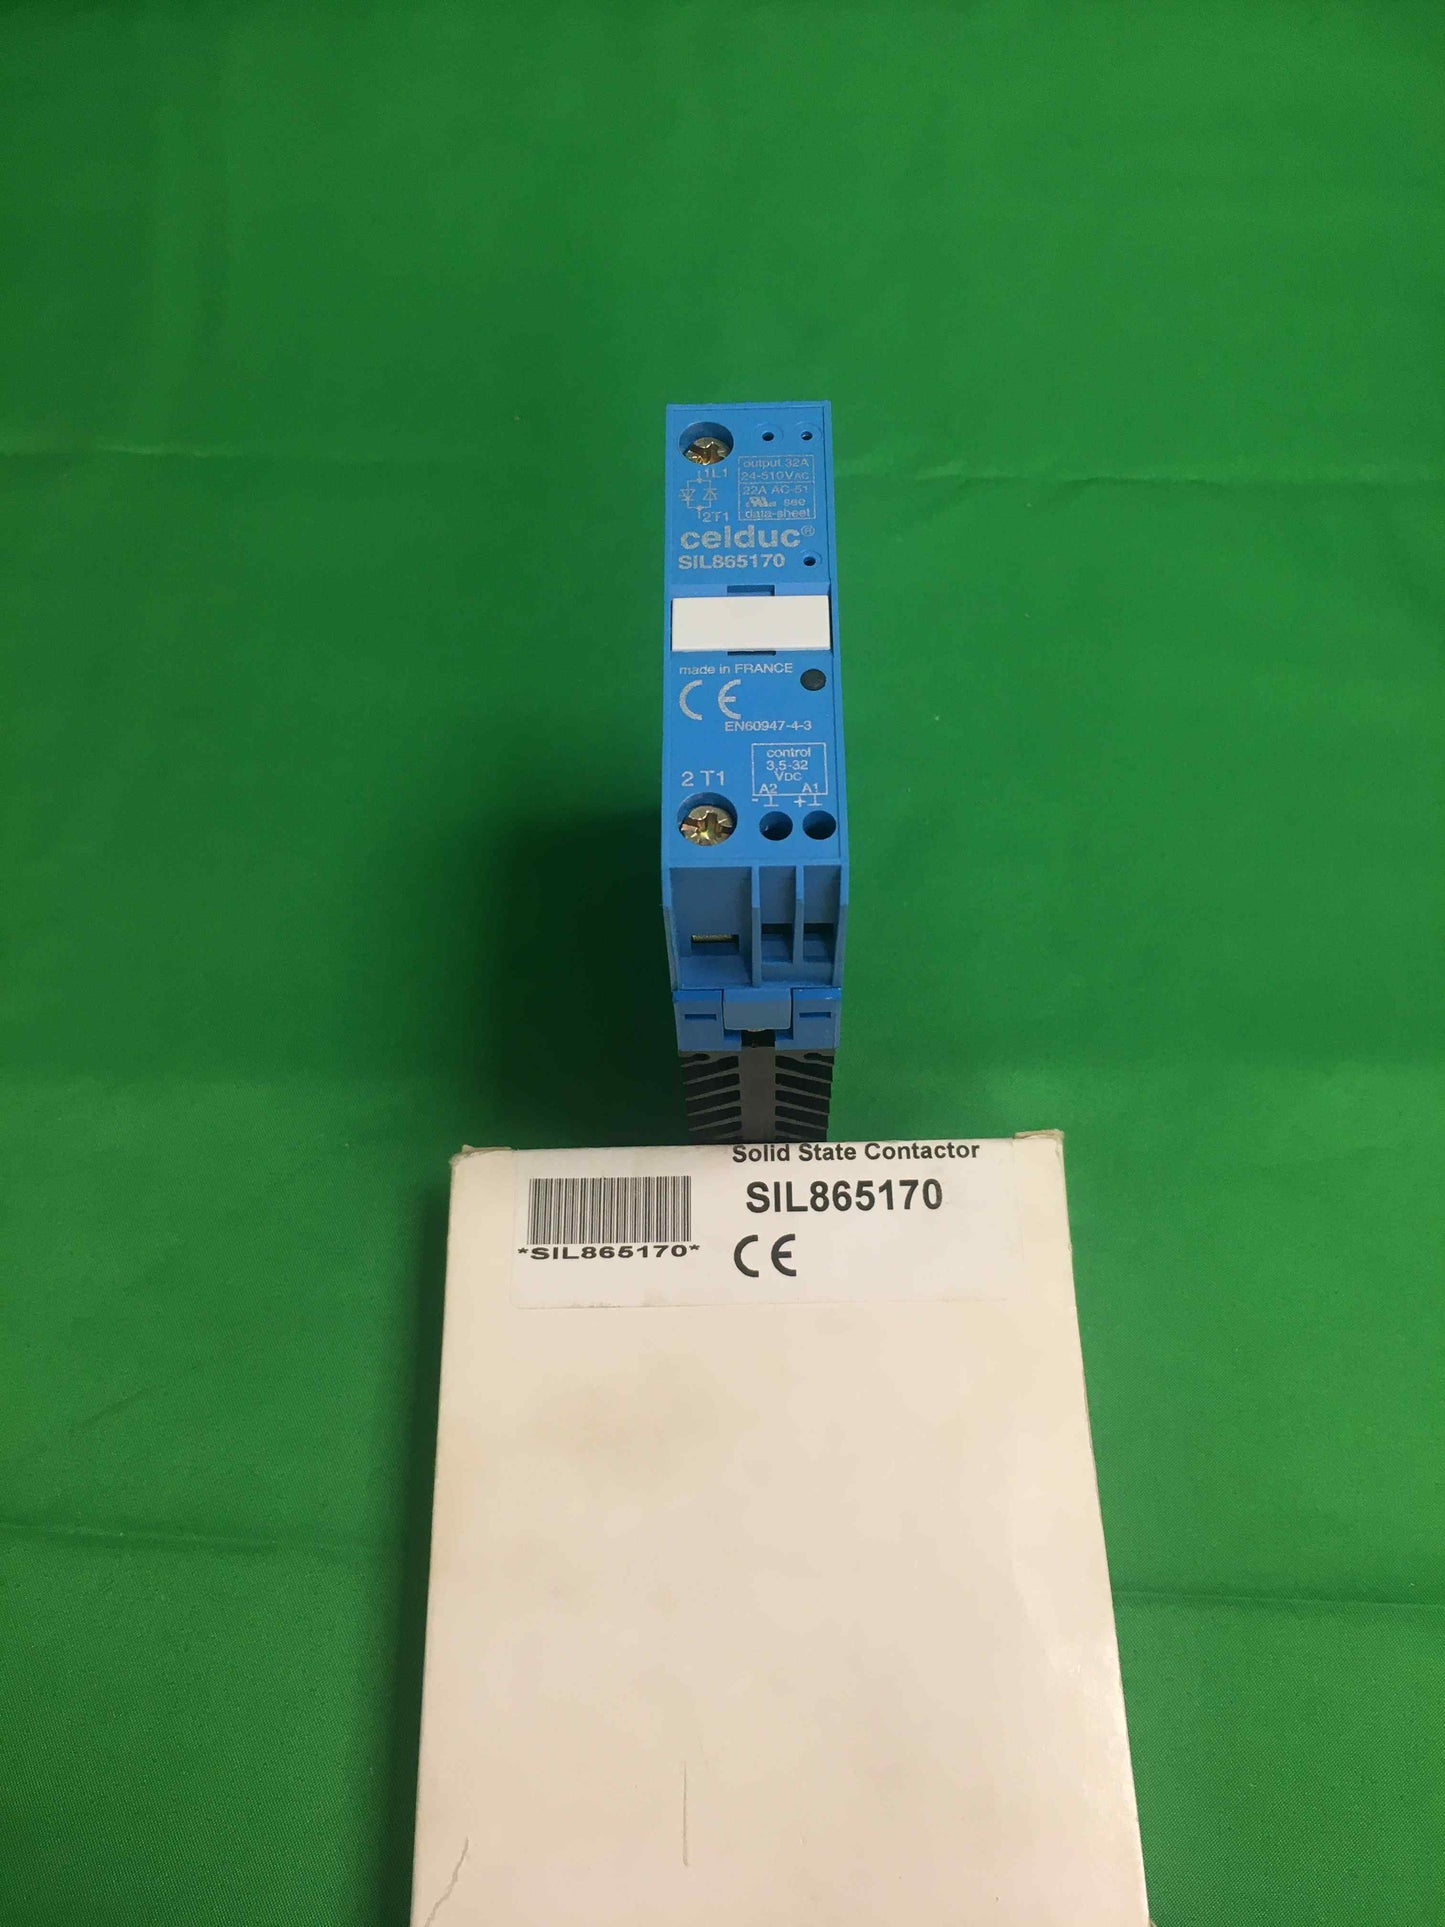 1L1
output 32A
24-510VAC
22A AC-51
see
data-sheet
2T1
celduc®
SIL865170
made in FRANCE
CE
EN60947-4-3
control
3,5-32
VDC
A2 A1
- +
2 T1
Solid State Contactor
SIL865170
*SIL865170*
CE